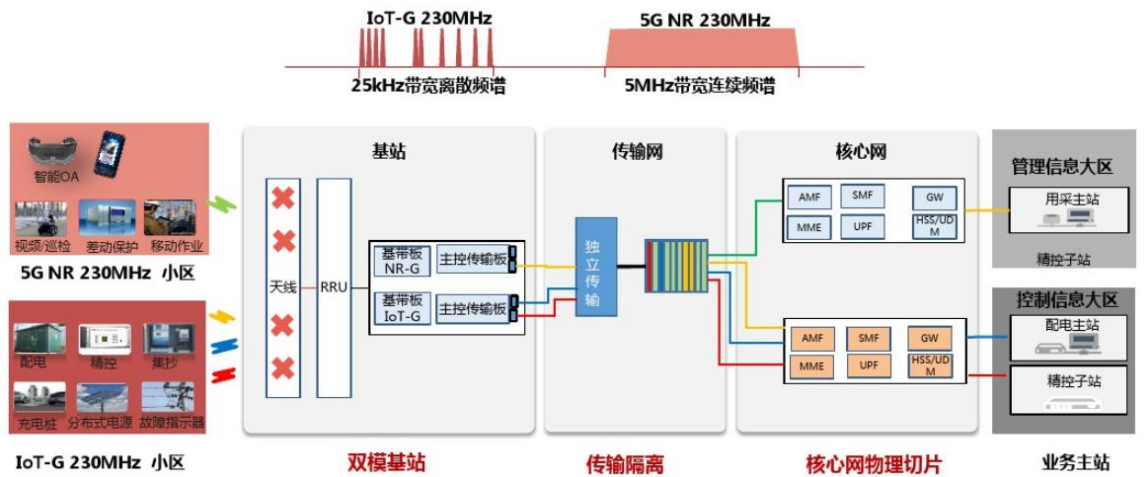 IoT-G 230MHz
5G NR 230MHz
25kHz带宽离散频谱
5MHz带宽连续频谱
智能OA
视频/巡检
差动保护
移动作业
5G NR 230MHz 小区
配电
精控
集抄
充电桩
分布式电源
故障指示器
IoT-G 230MHz 小区
基站
天线
RRU
基带板
NR-G
主控传输板
基带板
IoT-G
主控传输板
双模基站
传输网
独立传输
传输隔离
核心网
AMF
SMF
GW
MME
UPF
HSS/UD
M
AMF
SMF
GW
MME
UPF
HSS/UD
M
核心网物理切片
管理信息大区
用采主站
精控子站
控制信息大区
配电主站
精控子站
业务主站